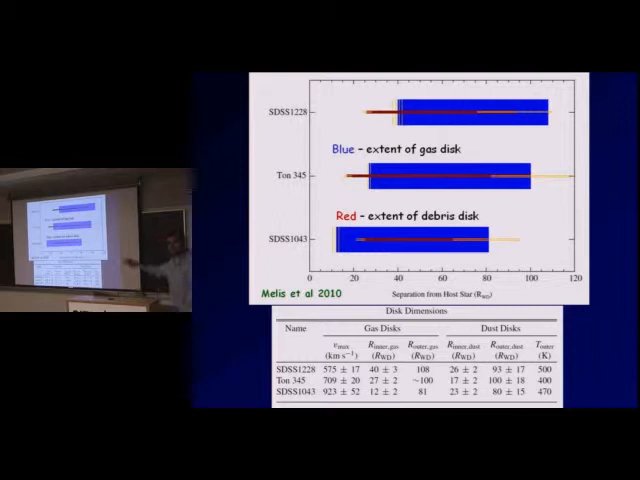 SDSS1228
Blue – extent of gas disk
Ton 345
Red – extent of debris disk
SDSS1043
0 20 40 60 80 100 120
Melis et al 2010
Separation from Host Star (R_WD)
Disk Dimensions
Gas Disks Dust Disks
Name v_max R_inner,gas R_outer,gas R_inner,dust R_outer,dust T_outer
(km s⁻¹) (R_WD) (R_WD) (R_WD) (R_WD) (K)
SDSS1228 575 ± 17 40 ± 3 108 26 ± 2 93 ± 17 500
Ton 345 709 ± 20 27 ± 2 ~100 17 ± 2 100 ± 18 400
SDSS1043 923 ± 52 12 ± 2 81 23 ± 2 80 ± 15 470